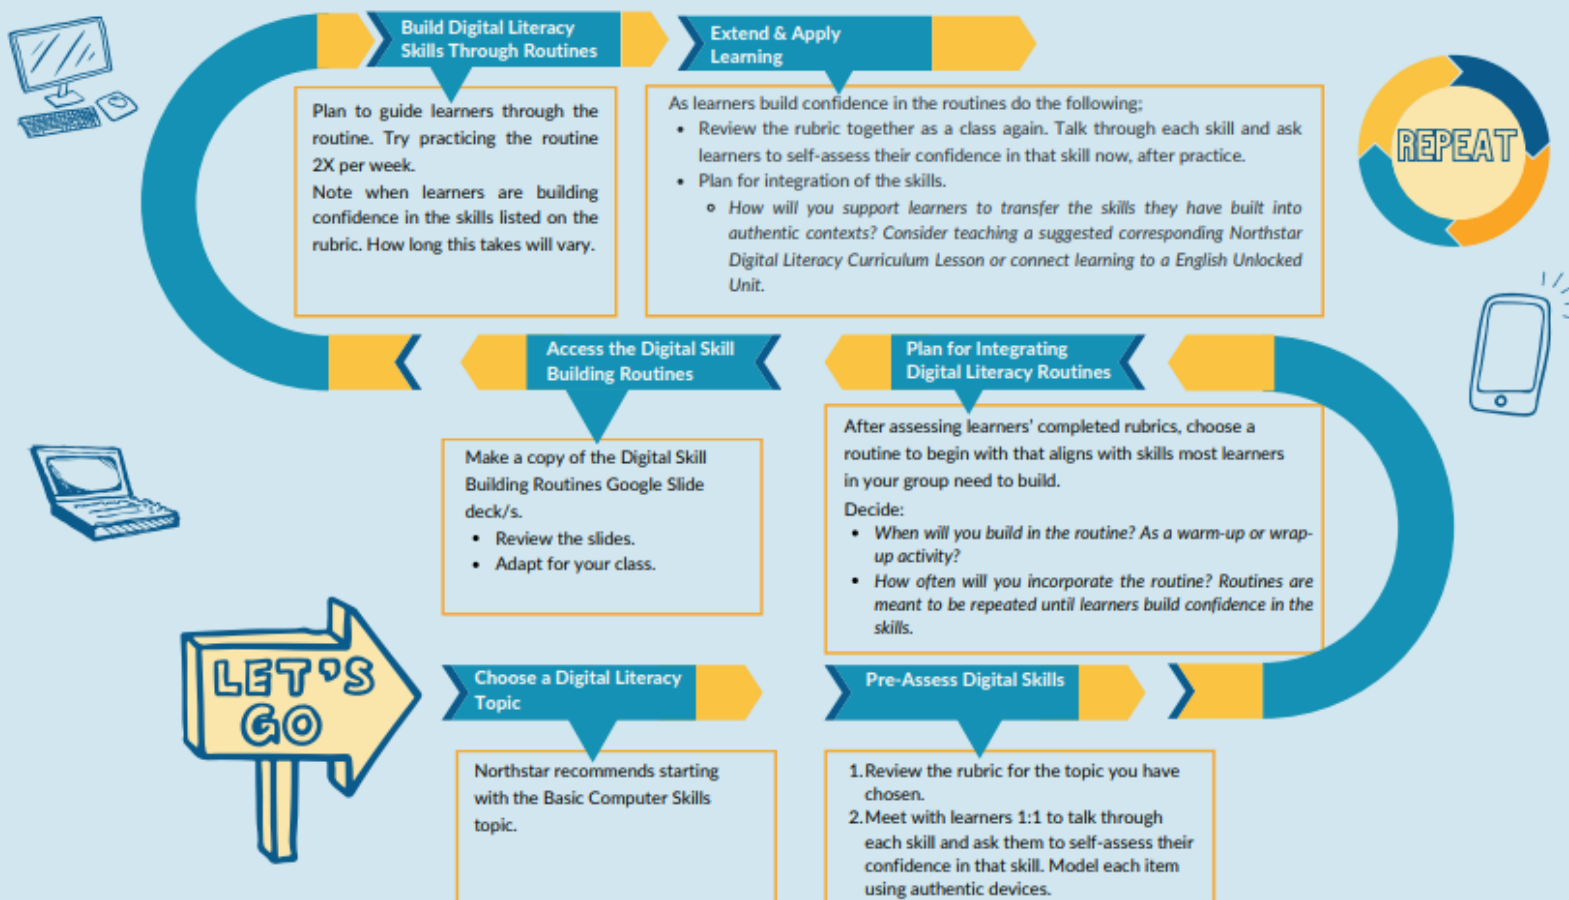 Build Digital Literacy
Skills Through Routines
Plan to guide learners through the
routine. Try practicing the routine
2X per week.
Note when learners are building
confidence in the skills listed on the
rubric. How long this takes will vary.
Extend & Apply
Learning
As learners build confidence in the routines do the following;
• Review the rubric together as a class again. Talk through each skill and ask
learners to self-assess their confidence in that skill now, after practice.
• Plan for integration of the skills.
o How will you support learners to transfer the skills they have built into
authentic contexts? Consider teaching a suggested corresponding Northstar
Digital Literacy Curriculum Lesson or connect learning to a English Unlocked
Unit.
REPEAT
Access the Digital Skill
Building Routines
Make a copy of the Digital Skill
Building Routines Google Slide
deck/s.
• Review the slides.
• Adapt for your class.
Plan for Integrating
Digital Literacy Routines
After assessing learners' completed rubrics, choose a
routine to begin with that aligns with skills most learners
in your group need to build.
Decide:
• When will you build in the routine? As a warm-up or wrap-
up activity?
• How often will you incorporate the routine? Routines are
meant to be repeated until learners build confidence in the
skills.
LET'S
GO
Choose a Digital Literacy
Topic
Northstar recommends starting
with the Basic Computer Skills
topic.
Pre-Assess Digital Skills
1. Review the rubric for the topic you have
chosen.
2. Meet with learners 1:1 to talk through
each skill and ask them to self-assess their
confidence in that skill. Model each item
using authentic devices.